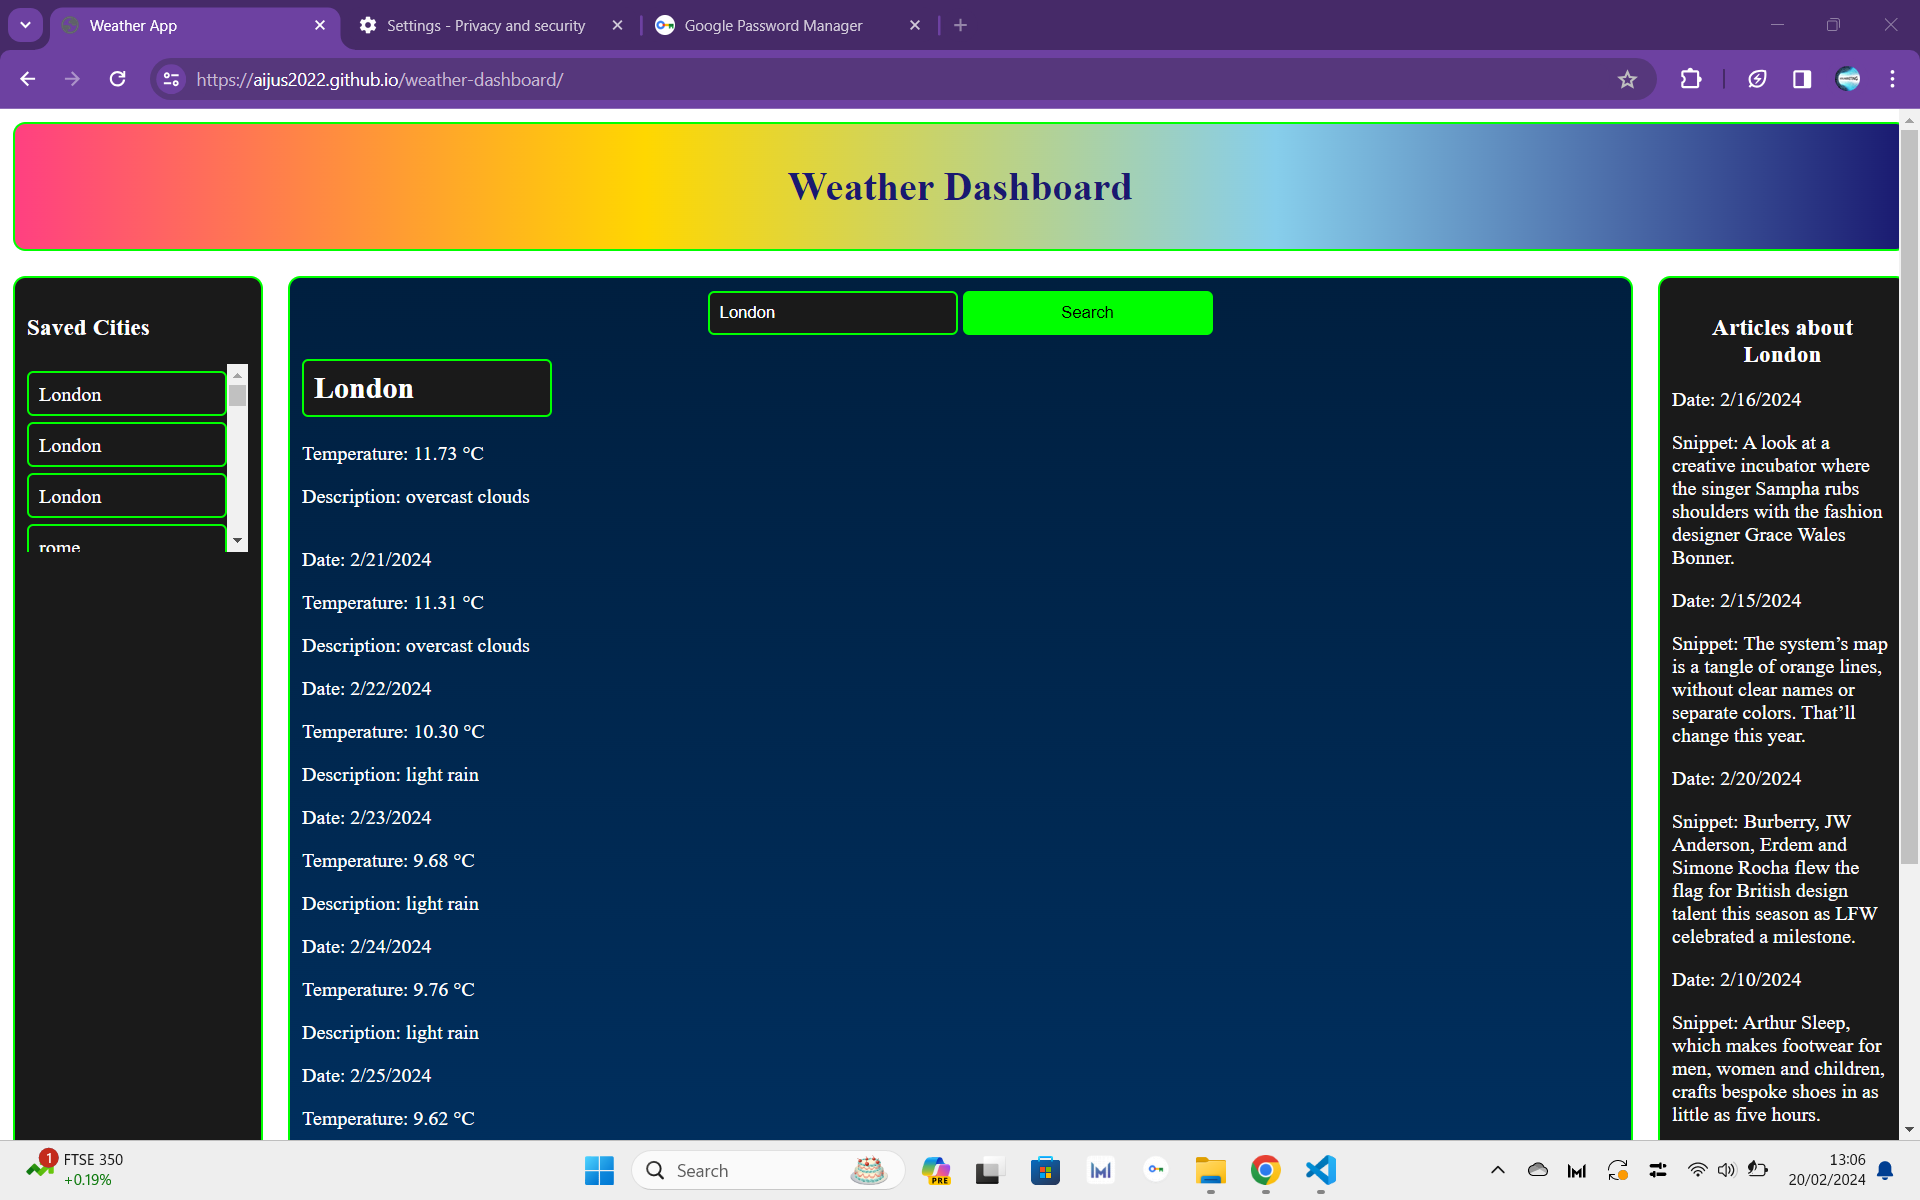 Weather App
Settings - Privacy and security
Google Password Manager
https://aijus2022.github.io/weather-dashboard/
Weather Dashboard
Saved Cities
London
London
London
rome
London
Search
London
Temperature: 11.73 °C
Description: overcast clouds
Date: 2/21/2024
Temperature: 11.31 °C
Description: overcast clouds
Date: 2/22/2024
Temperature: 10.30 °C
Description: light rain
Date: 2/23/2024
Temperature: 9.68 °C
Description: light rain
Date: 2/24/2024
Temperature: 9.76 °C
Description: light rain
Date: 2/25/2024
Temperature: 9.62 °C
Articles about
London
Date: 2/16/2024
Snippet: A look at a
creative incubator where
the singer Sampha rubs
shoulders with the fashion
designer Grace Wales
Bonner.
Date: 2/15/2024
Snippet: The system’s map
is a tangle of orange lines,
without clear names or
separate colors. That’ll
change this year.
Date: 2/20/2024
Snippet: Burberry, JW
Anderson, Erdem and
Simone Rocha flew the
flag for British design
talent this season as LFW
celebrated a milestone.
Date: 2/10/2024
Snippet: Arthur Sleep,
which makes footwear for
men, women and children,
crafts bespoke shoes in as
little as five hours.
1
FTSE 350
+0.19%
Search
PRE
13:06
20/02/2024